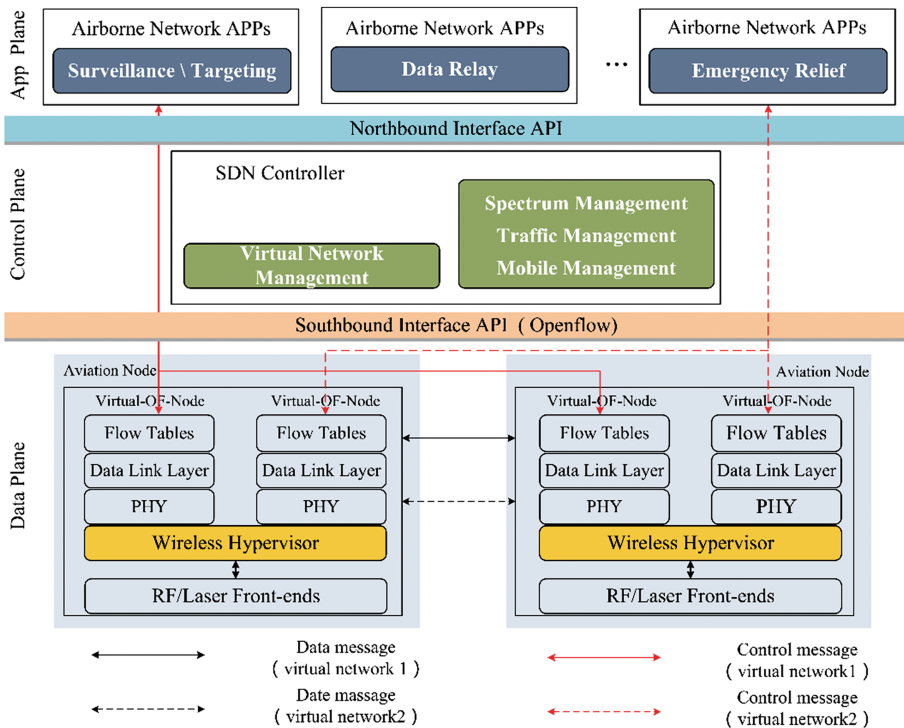 App Plane
Airborne Network APPs
Surveillance \ Targeting
Airborne Network APPs
Data Relay
...
Airborne Network APPs
Emergency Relief
Northbound Interface API
Control Plane
SDN Controller
Virtual Network
Management
Spectrum Management
Traffic Management
Mobile Management
Southbound Interface API ( Openflow)
Data Plane
Aviation Node
Virtual-OF-Node
Flow Tables
Data Link Layer
PHY
Virtual-OF-Node
Flow Tables
Data Link Layer
PHY
Wireless Hypervisor
RF/Laser Front-ends
Aviation Node
Virtual-OF-Node
Flow Tables
Data Link Layer
PHY
Virtual-OF-Node
Flow Tables
Data Link Layer
PHY
Wireless Hypervisor
RF/Laser Front-ends
Data message
( virtual network 1 )
Control message
( virtual network1 )
Date massage
( virtual network2 )
Control message
( virtual network2 )